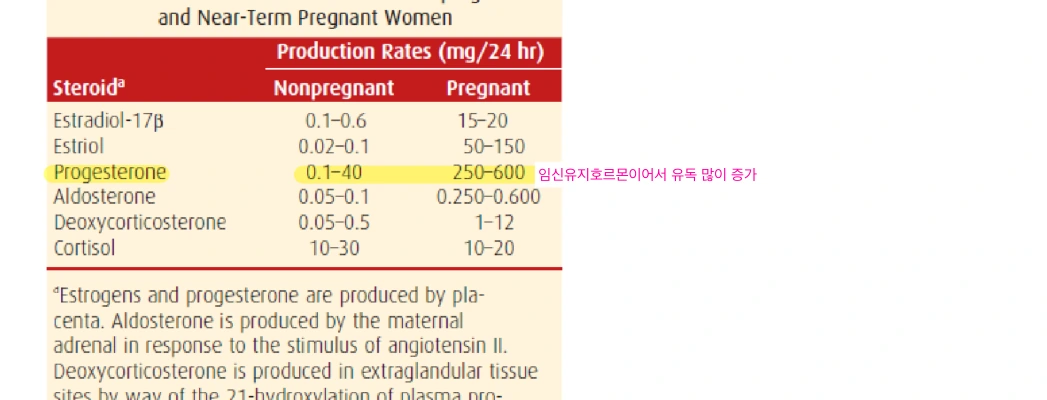 and Near-Term Pregnant Women
Production Rates (mg/24 hr)
Steroidᵃ Nonpregnant Pregnant
Estradiol-17β 0.1–0.6 15–20
Estriol 0.02–0.1 50–150
Progesterone 0.1–40 250–600 임신유지호르몬이어서 유독 많이 증가
Aldosterone 0.05–0.1 0.250–0.600
Deoxycorticosterone 0.05–0.5 1–12
Cortisol 10–30 10–20
ᵃEstrogens and progesterone are produced by pla-
centa. Aldosterone is produced by the maternal
adrenal in response to the stimulus of angiotensin II.
Deoxycorticosterone is produced in extraglandular tissue
sites by way of the 21-hydroxylation of plasma pro-